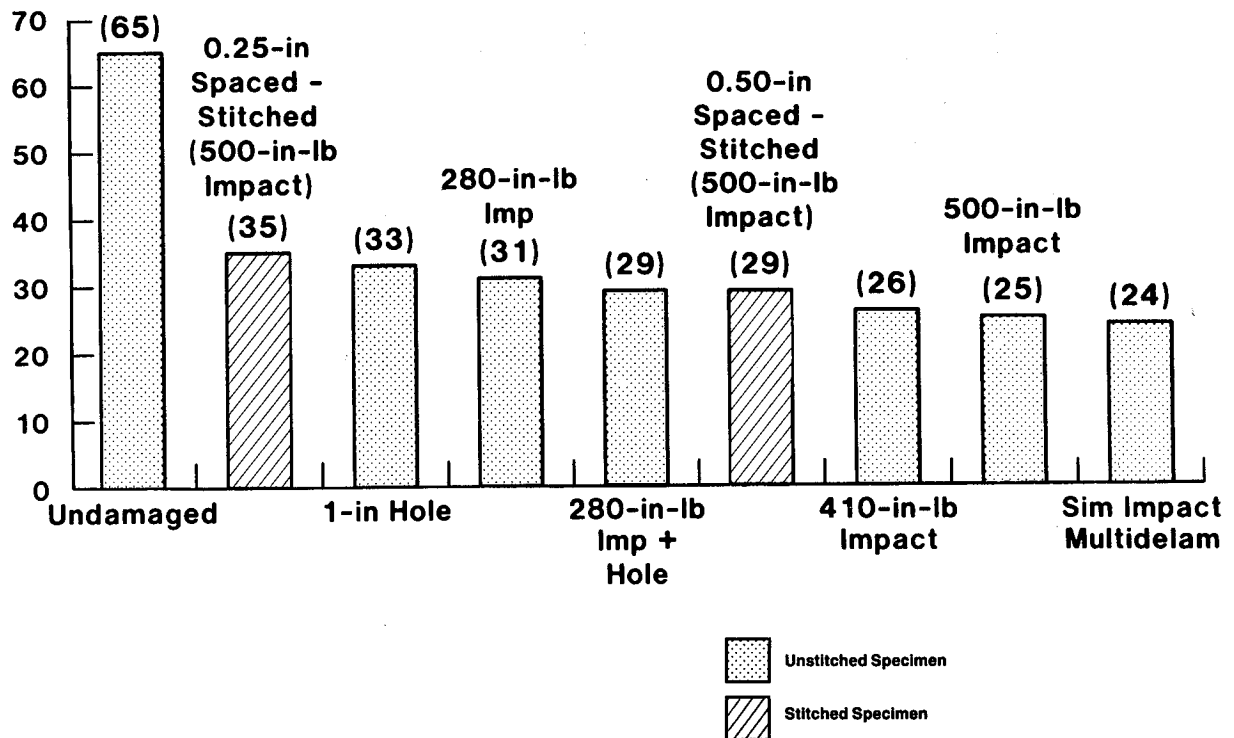 70
60
50
40
30
20
10
0
(65)
0.25-in
Spaced -
Stitched
(500-in-lb
Impact)
(35)
(33)
280-in-lb
Imp
(31)
(29)
0.50-in
Spaced -
Stitched
(500-in-lb
Impact)
(29)
(26)
500-in-lb
Impact
(25)
(24)
Undamaged
1-in Hole
280-in-lb
Imp +
Hole
410-in-lb
Impact
Sim Impact
Multidelam
Unstitched Specimen
Stitched Specimen